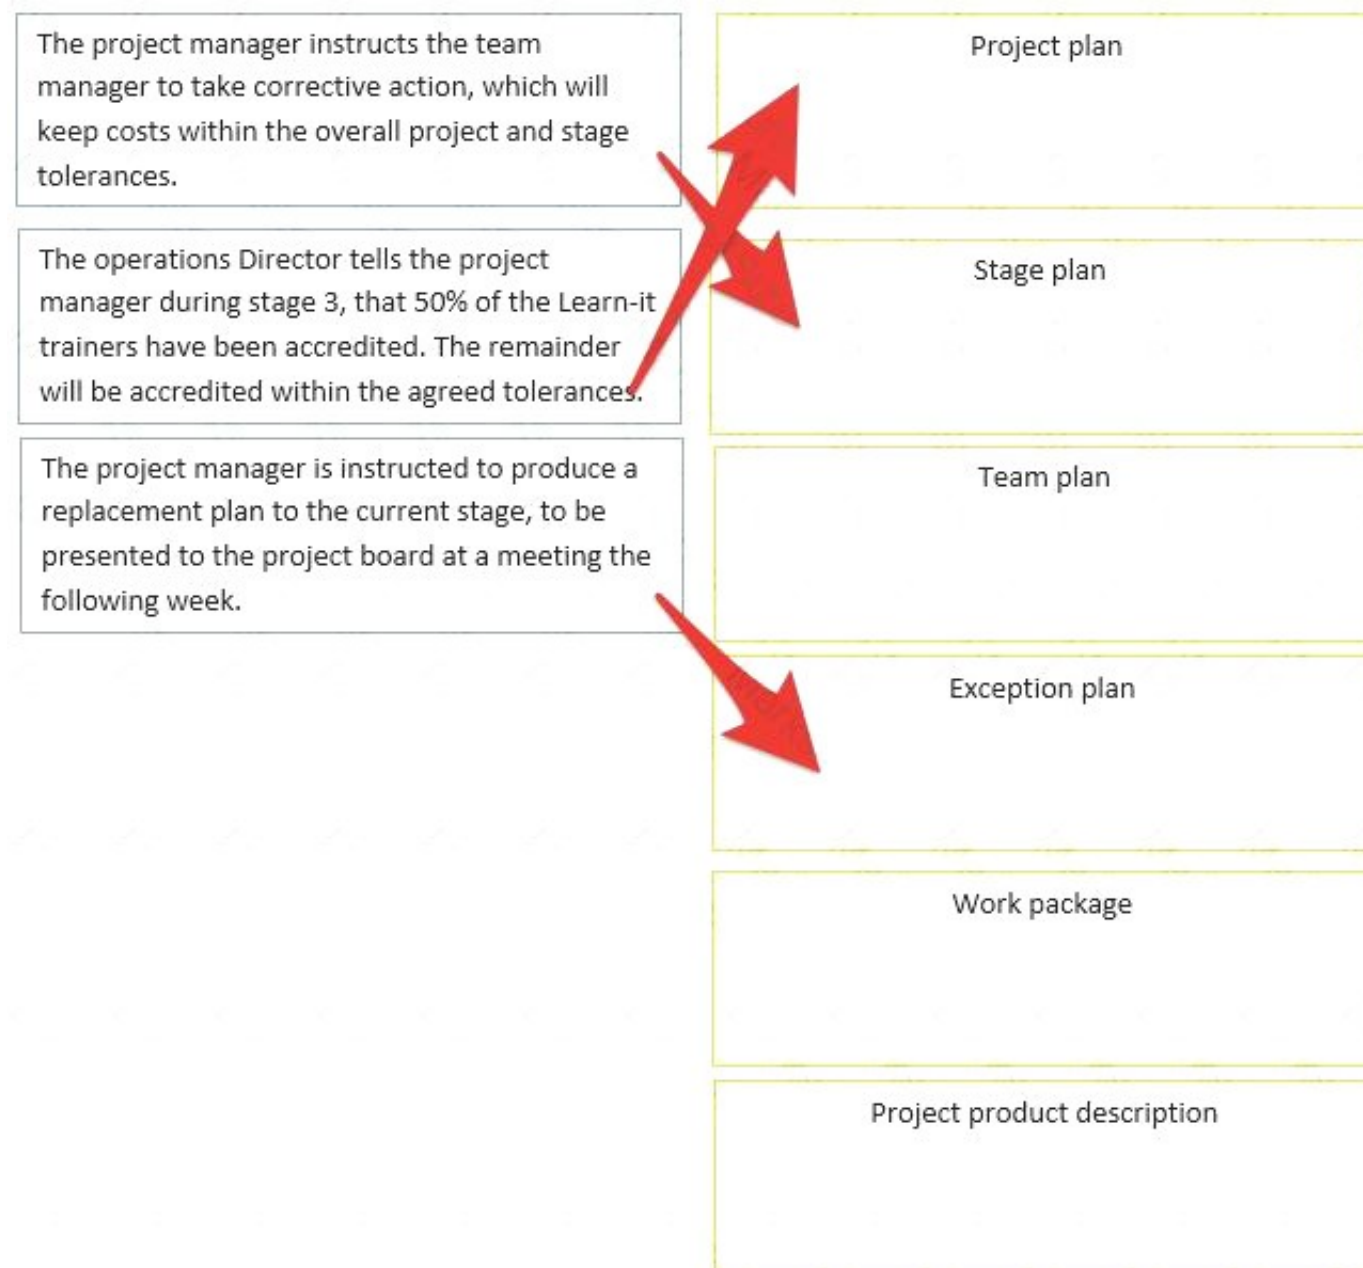 The project manager instructs the team
manager to take corrective action, which will
keep costs within the overall project and stage
tolerances.
The operations Director tells the project
manager during stage 3, that 50% of the Learn-it
trainers have been accredited. The remainder
will be accredited within the agreed tolerances.
The project manager is instructed to produce a
replacement plan to the current stage, to be
presented to the project board at a meeting the
following week.
Project plan
Stage plan
Team plan
Exception plan
Work package
Project product description